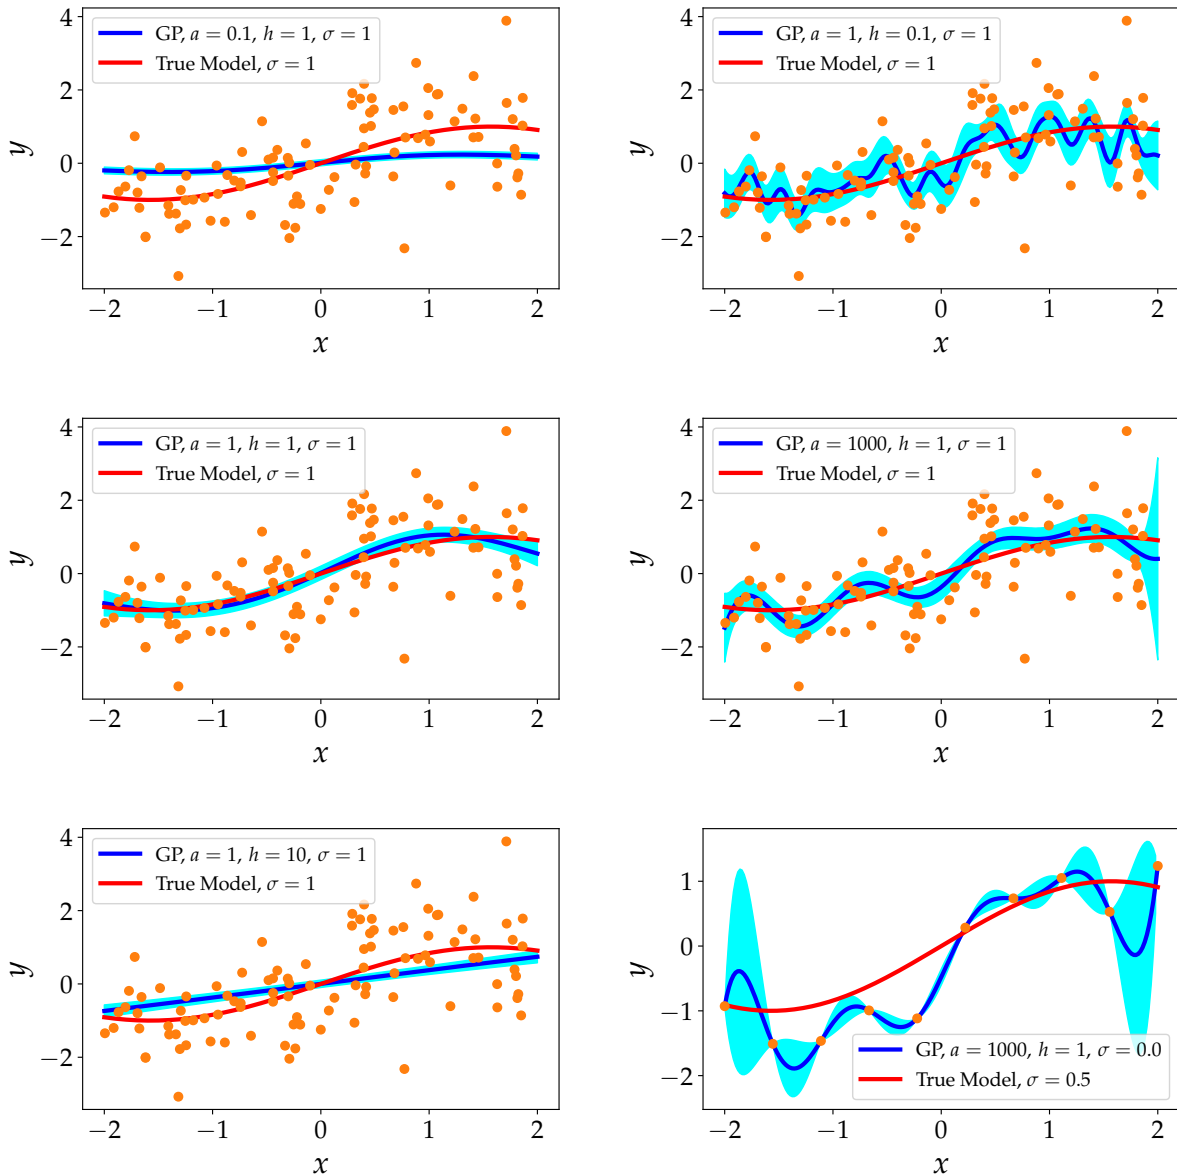 GP, a = 0.1, h = 1, σ = 1
True Model, σ = 1
4
2
0
−2
y
−2 −1 0 1 2
x
GP, a = 1, h = 0.1, σ = 1
True Model, σ = 1
4
2
0
−2
y
−2 −1 0 1 2
x
GP, a = 1, h = 1, σ = 1
True Model, σ = 1
4
2
0
−2
y
−2 −1 0 1 2
x
GP, a = 1000, h = 1, σ = 1
True Model, σ = 1
4
2
0
−2
y
−2 −1 0 1 2
x
GP, a = 1, h = 10, σ = 1
True Model, σ = 1
4
2
0
−2
y
−2 −1 0 1 2
x
1
0
−1
−2
y
GP, a = 1000, h = 1, σ = 0.0
True Model, σ = 0.5
−2 −1 0 1 2
x